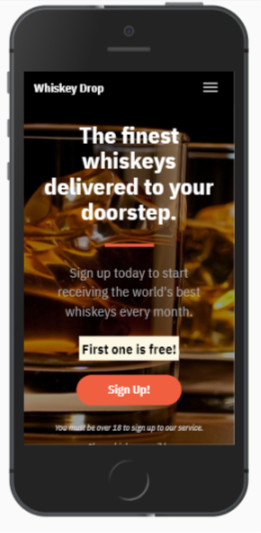 Whiskey Drop
The finest
whiskeys
delivered to your
doorstep.
Sign up today to start
receiving the world's best
whiskeys every month.
First one is free!
Sign Up!
You must be over 18 to sign up to our service.